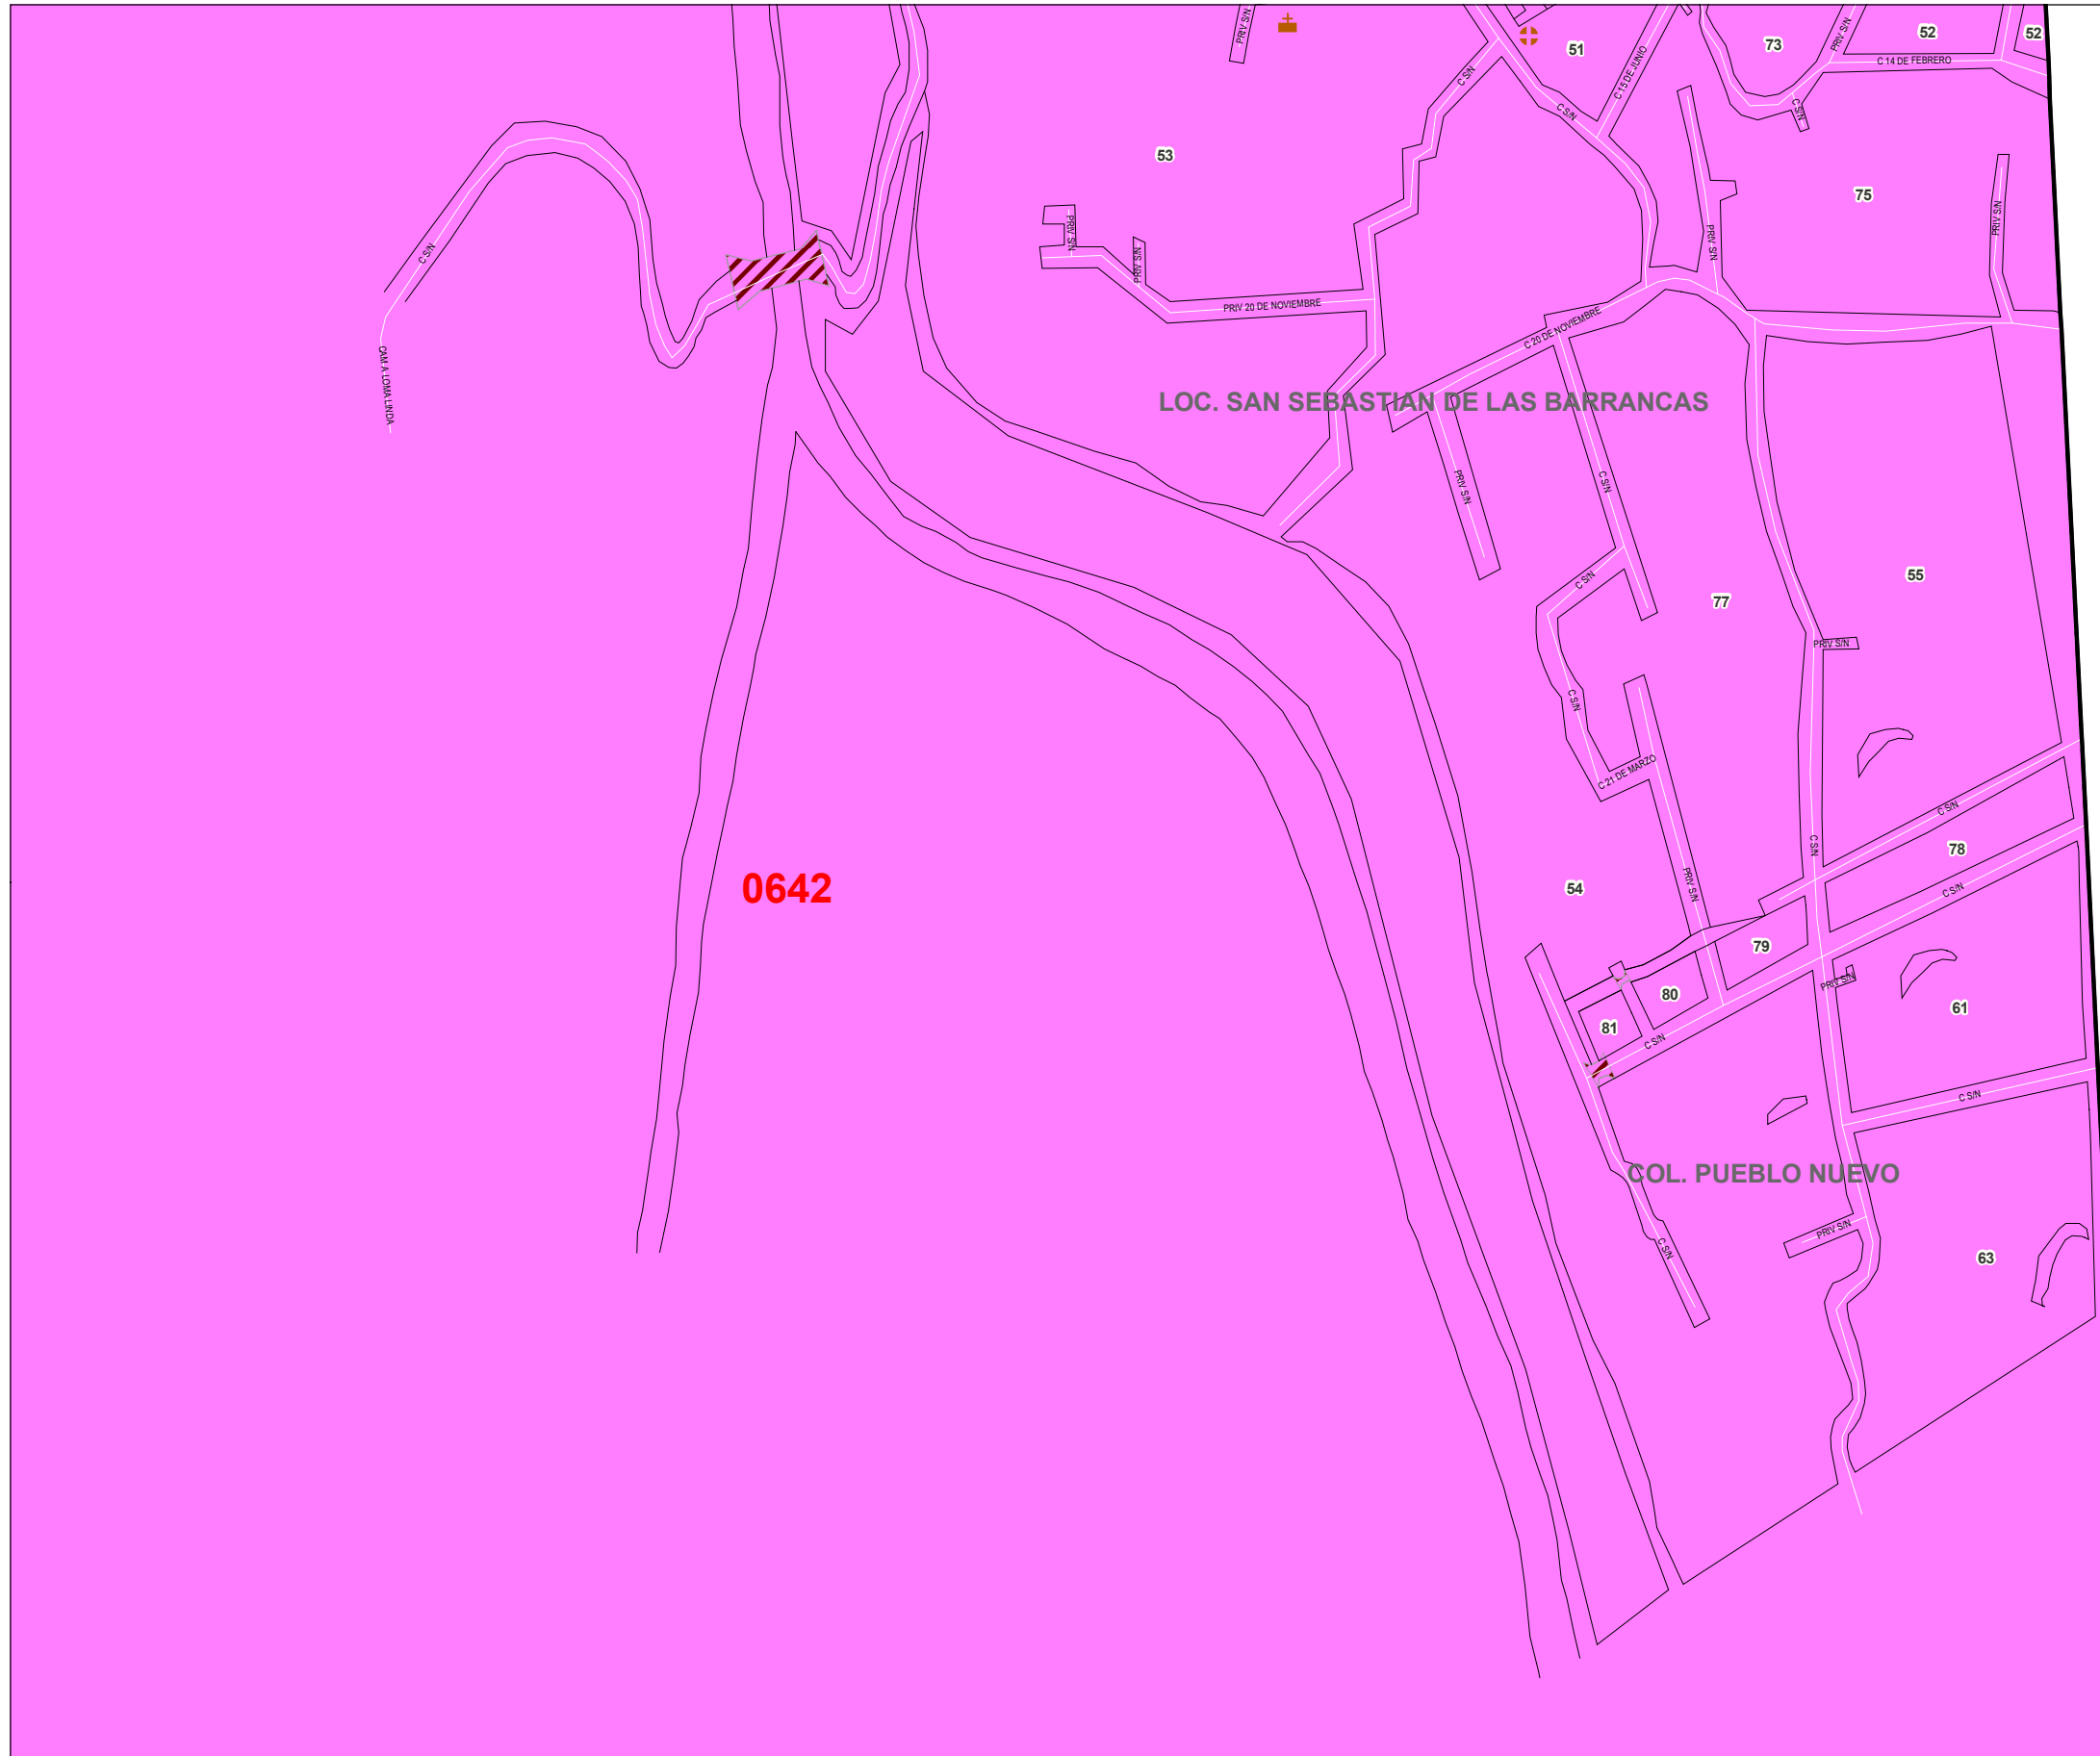 PRIV S/N
51
C 15 DE JUNIO
73
PRIV S/N
52
52
C 14 DE FEBRERO
C S/N
C S/N
C S/N
53
75
PRIV S/N
PRIV S/N
PRIV S/N
PRIV S/N
C S/N
PRIV 20 DE NOVIEMBRE
C 20 DE NOVIEMBRE
CAM. A LOMA LINDA
LOC. SAN SEBASTIAN DE LAS BARRANCAS
PRIV S/N
C S/N
C S/N
55
77
PRIV S/N
C S/N
C 21 DE MARZO
C S/N
C S/N
78
0642
54
PRIV S/N
C S/N
79
PRIV S/N
80
61
81
C S/N
C S/N
COL. PUEBLO NUEVO
PRIV S/N
C S/N
63